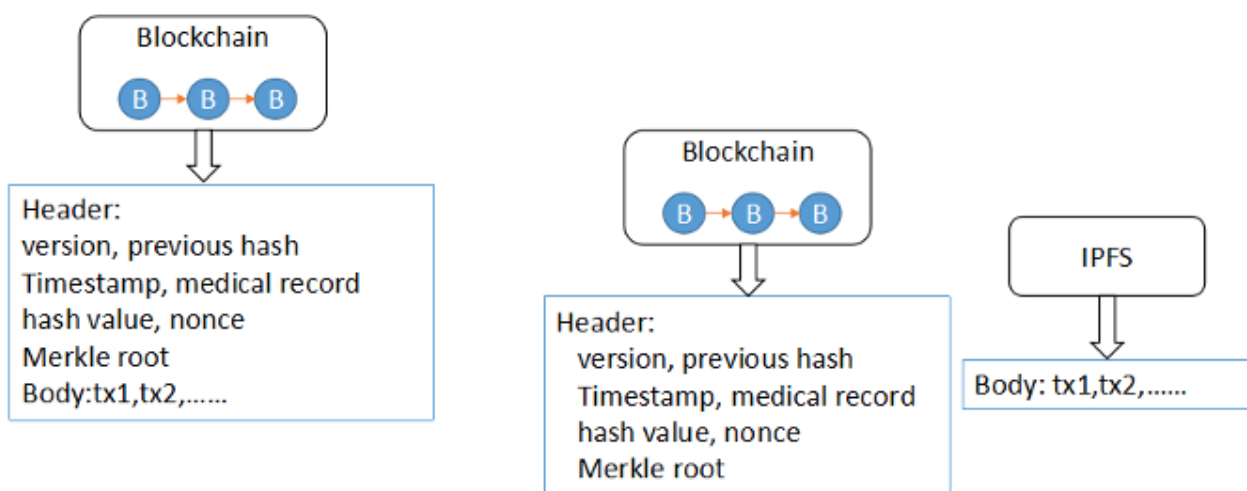 Blockchain
B B B
Header:
version, previous hash
Timestamp, medical record
hash value, nonce
Merkle root
Body:tx1,tx2,......
Blockchain
B B B
Header:
version, previous hash
Timestamp, medical record
hash value, nonce
Merkle root
IPFS
Body: tx1,tx2,......